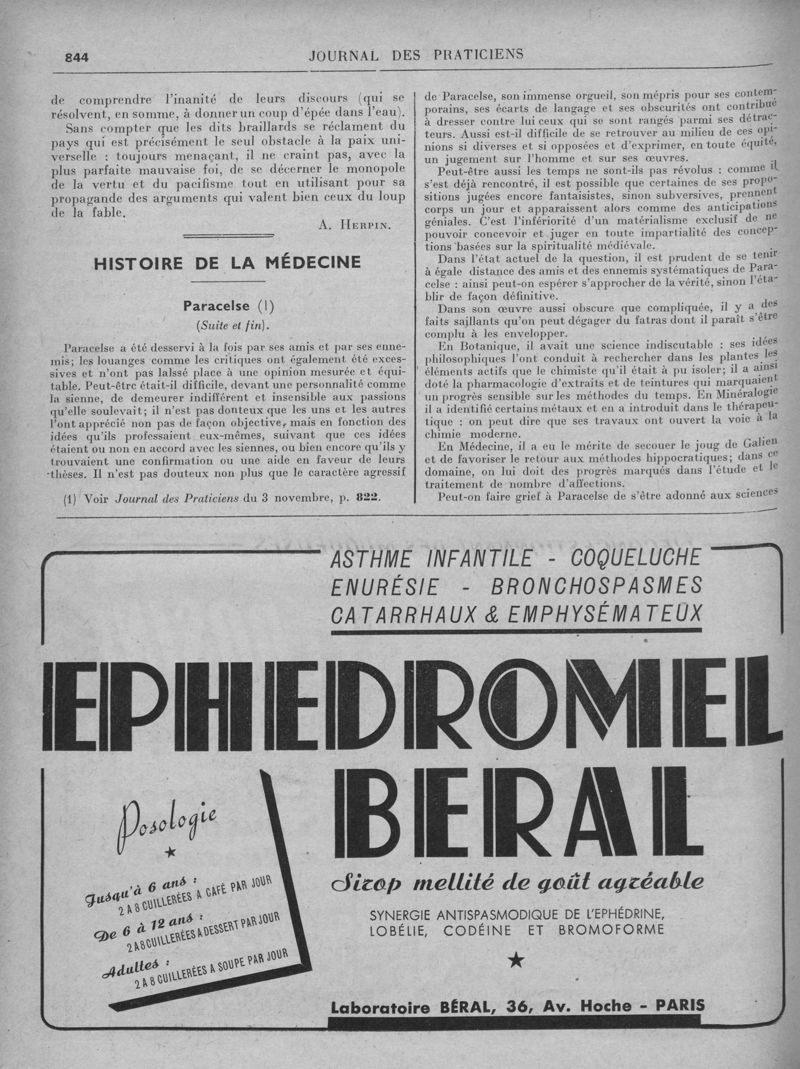 844
JOURNAL DES PRATICIENS
de comprendre l'inanité de leurs discours (qui se
résolvent, en somme, à donner un coup d'épée dans l'eau).
Sans compter que les dits braillards se réclament du
pays qui est précisément le seul obstacle à la paix uni-
verselle : toujours menaçant, il ne craint pas, avec la
plus parfaite mauvaise foi, de se décerner le monopole
de la vertu et du pacifisme tout en utilisant pour sa
propagande des arguments qui valent bien ceux du loup
de la fable.
A. HERPIN.
HISTOIRE DE LA MÉDECINE
Paracelse (1)
(Suite et fin).
Paracelse a été desservi à la fois par ses amis et par ses enne-
mis; les louanges comme les critiques ont également été exces-
sives et n'ont pas laissé place à une opinion mesurée et équi-
table. Peut-être était-il difficile, devant une personnalité comme
la sienne, de demeurer indifférent et insensible aux passions
qu'elle soulevait; il n'est pas donteux que les uns et les autres
l'ont apprécié non pas de façon objective, mais en fonction des
idées qu'ils professaient eux-mêmes, suivant que ces idées
étaient ou non en accord avec les siennes, ou bien encore qu'ils y
trouvaient une confirmation ou une aide en faveur de leurs
thèses. Il n'est pas douteux non plus que le caractère agressif
(1) Voir Journal des Praticiens du 3 novembre, p. 822.
de Paracelse, son immense orgueil, son mépris pour ses contem-
porains, ses écarts de langage et ses obscurités ont contribué
à dresser contre lui ceux qui se sont rangés parmi ses détrac-
teurs. Aussi est-il difficile de se retrouver au milieu de ces opi-
nions si diverses et si opposées et d'exprimer, en toute équité,
un jugement sur l'homme et sur ses œuvres.
Peut-être aussi les temps ne sont-ils pas révolus : comme il
s'est déjà rencontré, il est possible que certaines de ses propo-
sitions jugées encore fantaisistes, sinon subversives, prennent
corps un jour et apparaissent alors comme des anticipations
géniales. C'est l'infériorité d'un matérialisme exclusif de ne
pouvoir concevoir et juger en toute impartialité des concep-
tions basées sur la spiritualité médiévale.
Dans l'état actuel de la question, il est prudent de se tenir
à égale distance des amis et des ennemis systématiques de Para-
celse : ainsi peut-on espérer s'approcher de la vérité, sinon l'éta-
blir de façon définitive.
Dans son œuvre aussi obscure que compliquée, il y a des
faits saillants qu'on peut dégager du fatras dont il paraît s'être
complu à les envelopper.
En Botanique, il avait une science indiscutable : ses idées
philosophiques l'ont conduit à rechercher dans les plantes les
éléments actifs que le chimiste qu'il était à pu isoler; il a ainsi
doté la pharmacologie d'extraits et de teintures qui marquaient
un progrès sensible sur les méthodes du temps. En Minéralogie
il a identifié certains métaux et en a introduit dans le thérapeu-
tique : on peut dire que ses travaux ont ouvert la voie à la
chimie moderne.
En Médecine, il a eu le mérite de secouer le joug de Galien
et de favoriser le retour aux méthodes hippocratiques; dans ce
domaine, on lui doit des progrès marqués dans l'étude et le
traitement de nombre d'affections.
Peut-on faire grief à Paracelse de s'être adonné aux sciences
ASTHME INFANTILE - COQUELUCHE
ENURÉSIE - BRONCHOSPASMES
CATARRHAUX & EMPHYSÉMATEUX
EPHEDROMEL
BERAL
Posologie
Jusqu'à 6 ans :
2 A 8 CUILLERÉES A CAFÉ PAR JOUR
De 6 à 12 ans :
2 A 8 CUILLERÉES A DESSERT PAR JOUR
Adultes :
2 A 8 CUILLERÉES A SOUPE PAR JOUR
Sirop mellité de goût agréable
SYNERGIE ANTISPASMODIQUE DE L'EPHÉDRINE,
LOBÉLIE, CODÉINE ET BROMOFORME
Laboratoire BÉRAL, 36, Av. Hoche - PARIS